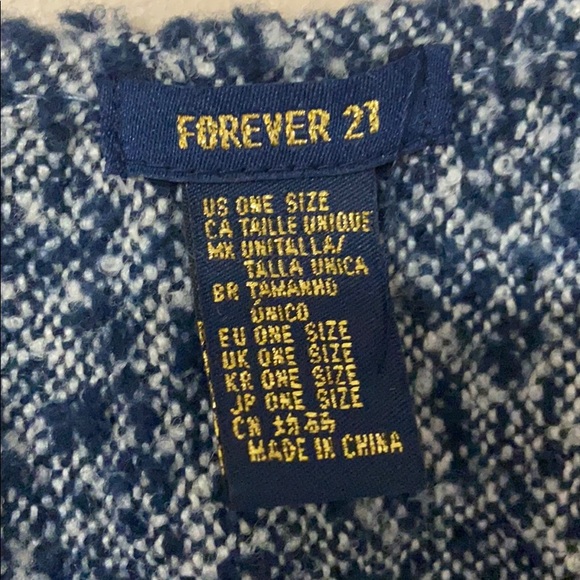 FOREVER 21
US ONE SIZE
CA TAILLE UNIQUE
MX UNITALLA/
TALLA UNICA
BR TAMANHO
ÚNICO
EU ONE SIZE
UK ONE SIZE
KR ONE SIZE
JP ONE SIZE
CN 均码
MADE IN CHINA